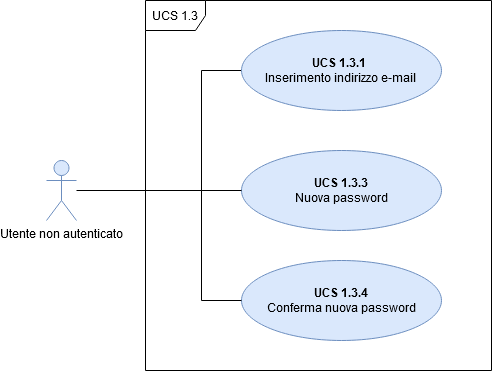 UCS 1.3
UCS 1.3.1
Inserimento indirizzo e-mail
UCS 1.3.3
Nuova password
Utente non autenticato
UCS 1.3.4
Conferma nuova password